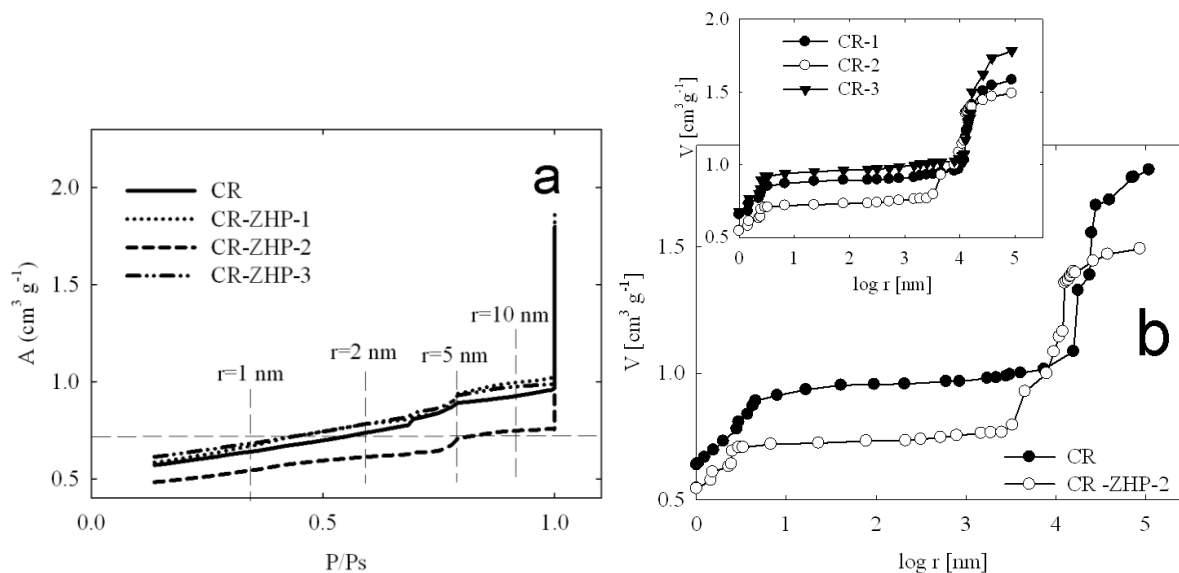 a
A (cm³ g⁻¹)
2.0
1.5
1.0
0.5
CR
CR-ZHP-1
CR-ZHP-2
CR-ZHP-3
r=1 nm
r=2 nm
r=5 nm
r=10 nm
0.0
0.5
1.0
P/Ps
V [cm³ g⁻¹)
2.0
1.5
1.0
0.5
CR-1
CR-2
CR-3
0
1
2
3
4
5
log r [nm]
b
V [cm³ g⁻¹)
1.5
1.0
0.5
CR
CR -ZHP-2
0
1
2
3
4
5
log r [nm]